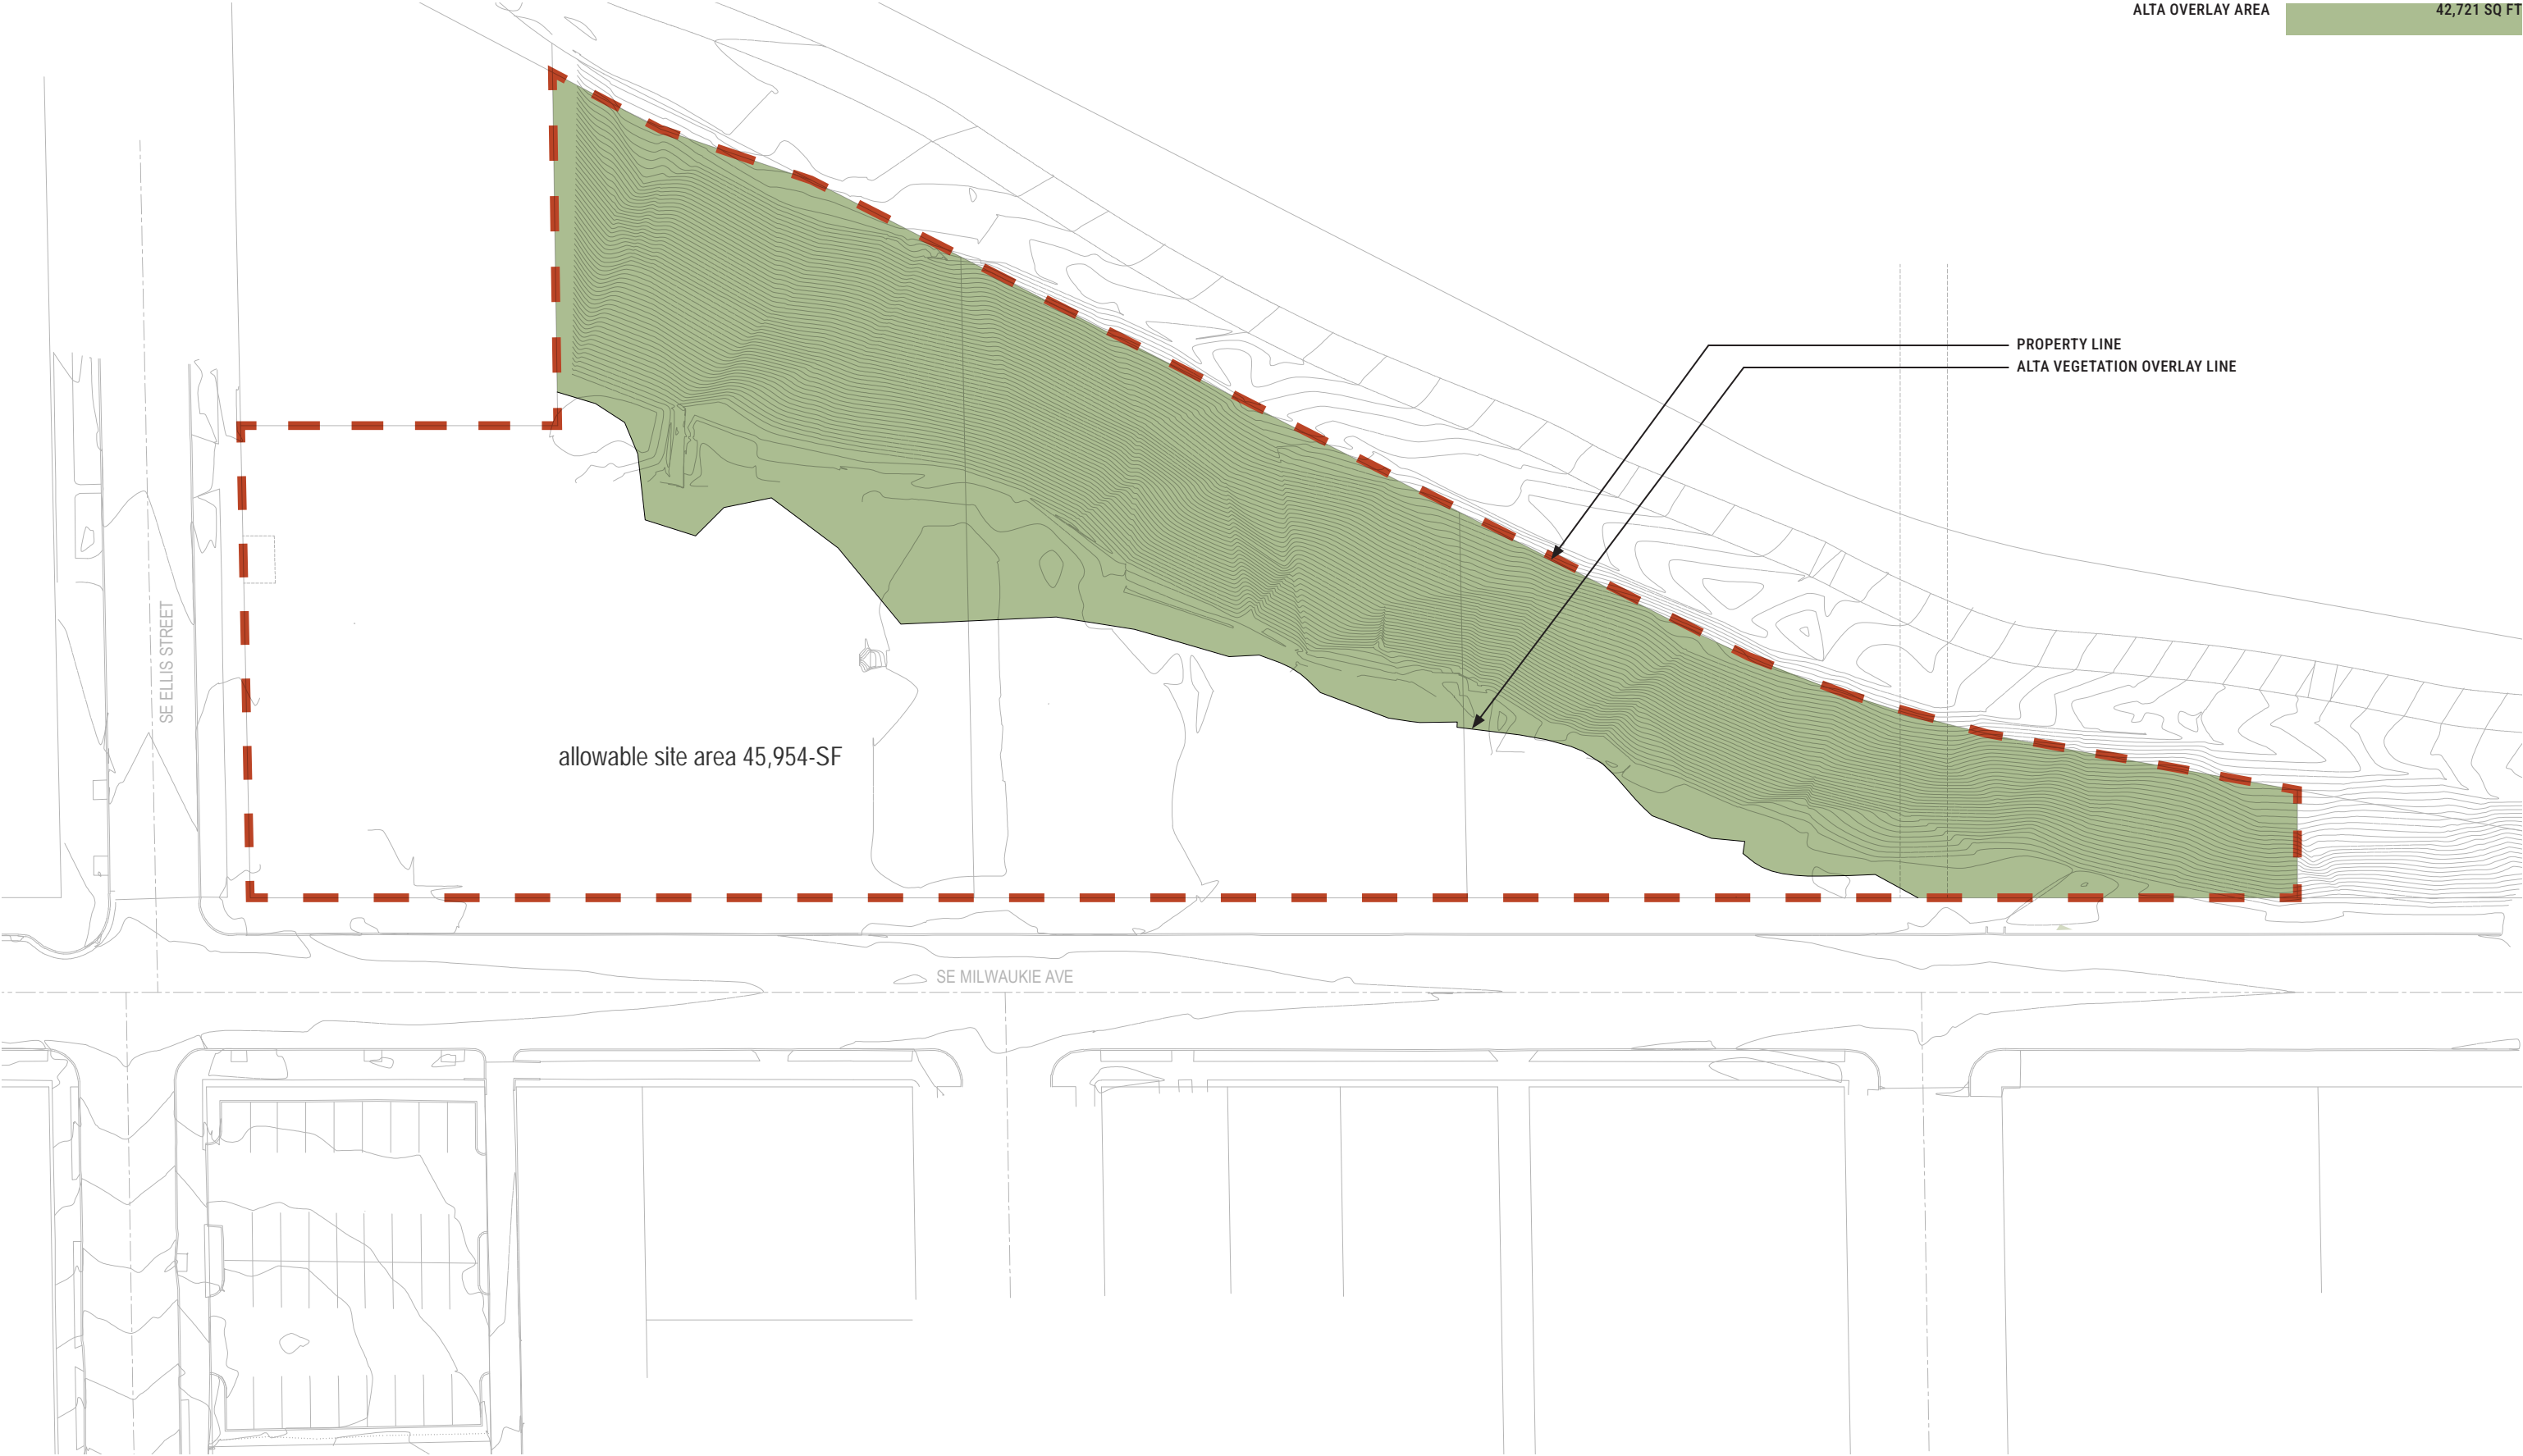 ALTA OVERLAY AREA 42,721 SQ FT
PROPERTY LINE
ALTA VEGETATION OVERLAY LINE
SE ELLIS STREET
allowable site area 45,954-SF
SE MILWAUKIE AVE